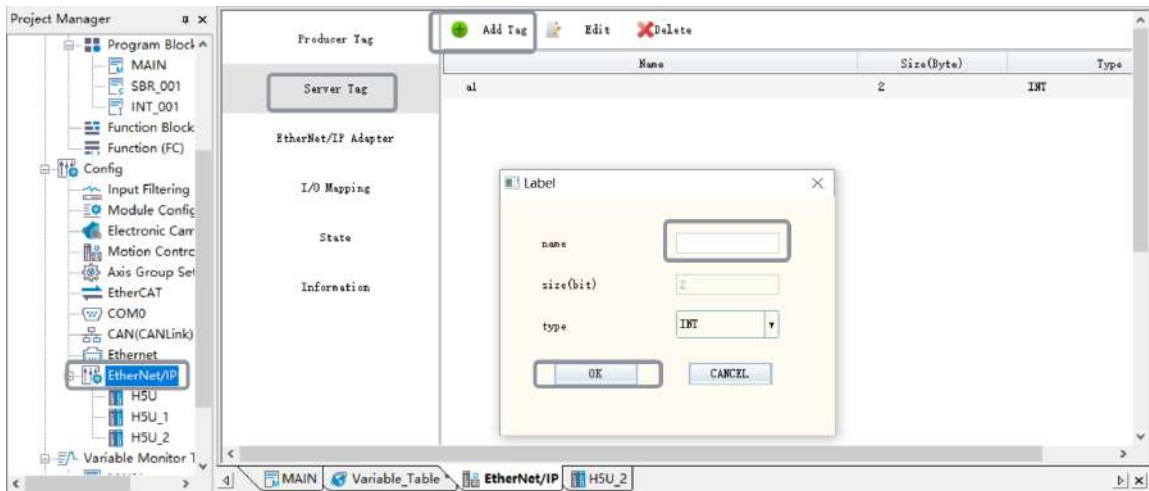 Project Manager
Program Block
MAIN
SBR_001
INT_001
Function Block
Function (FC)
Config
Input Filtering
Module Config
Electronic Cam
Motion Contro
Axis Group Set
EtherCAT
COM0
CAN(CANLink)
Ethernet
EtherNet/IP
H5U
H5U_1
H5U_2
Variable Monitor T
Producer Tag
Server Tag
EtherNet/IP Adapter
I/O Mapping
State
Information
Add Tag Edit Delete
Name Size(Byte) Type
a1 2 INT
Label
name
size(bit) 2
type INT
OK CANCEL
MAIN Variable_Table * EtherNet/IP H5U_2